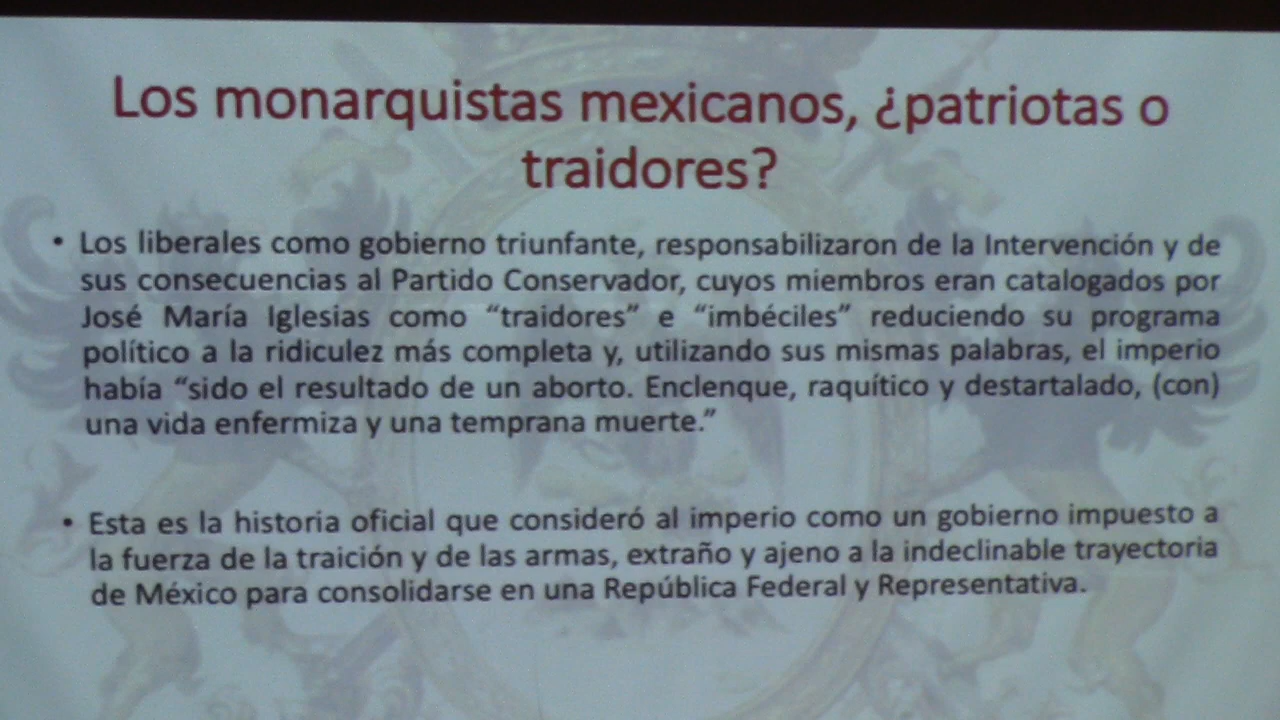 Los monarquistas mexicanos, ¿patriotas o
traidores?
• Los liberales como gobierno triunfante, responsabilizaron de la Intervención y de
sus consecuencias al Partido Conservador, cuyos miembros eran catalogados por
José María Iglesias como “traidores” e “imbéciles” reduciendo su programa
político a la ridiculez más completa y, utilizando sus mismas palabras, el imperio
había “sido el resultado de un aborto. Enclenque, raquítico y destartalado, (con)
una vida enfermiza y una temprana muerte.”
• Esta es la historia oficial que consideró al imperio como un gobierno impuesto a
la fuerza de la traición y de las armas, extraño y ajeno a la indeclinable trayectoria
de México para consolidarse en una República Federal y Representativa.